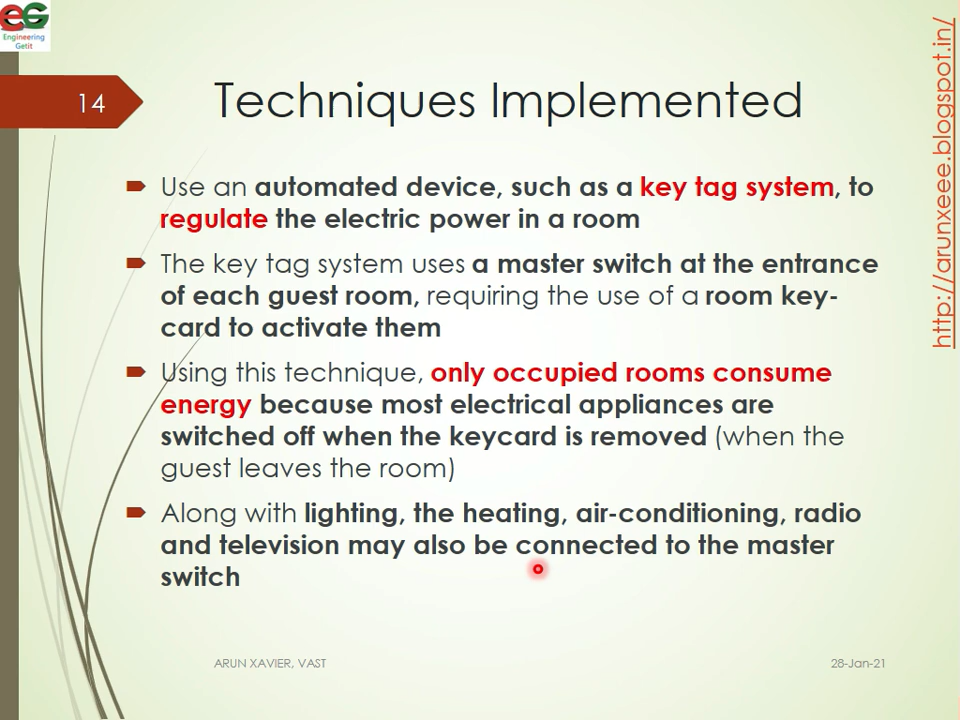 EG
Engineering
Getit
14
Techniques Implemented
http://arunxeee.blogspot.in/
Use an automated device, such as a key tag system, to
regulate the electric power in a room
The key tag system uses a master switch at the entrance
of each guest room, requiring the use of a room key-
card to activate them
Using this technique, only occupied rooms consume
energy because most electrical appliances are
switched off when the keycard is removed (when the
guest leaves the room)
Along with lighting, the heating, air-conditioning, radio
and television may also be connected to the master
switch
ARUN XAVIER, VAST
28-Jan-21